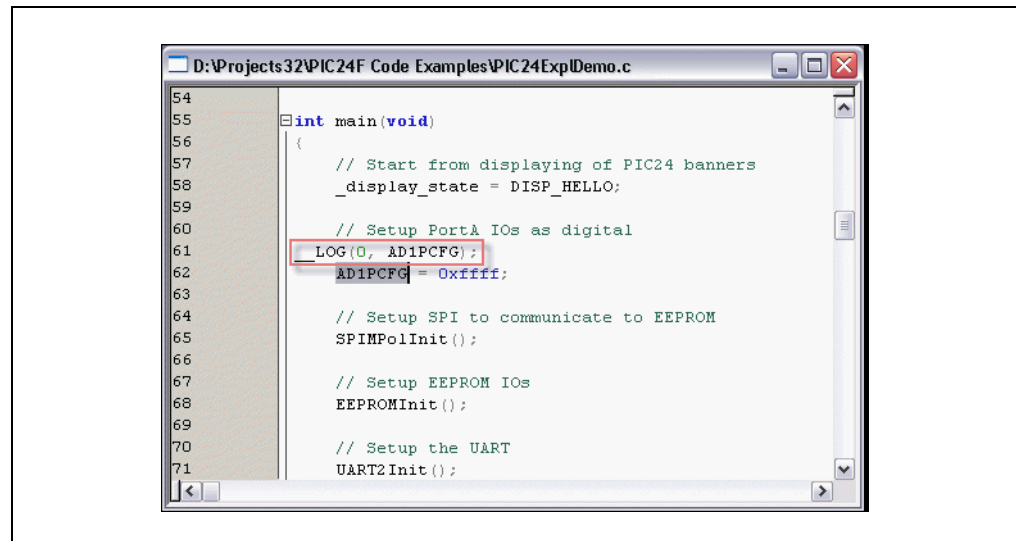 D:\Projects32\PIC24F Code Examples\PIC24ExplDemo.c
54
55 int main(void)
56 {
57 // Start from displaying of PIC24 banners
58 _display_state = DISP_HELLO;
59
60 // Setup PortA IOs as digital
61 __LOG(0, AD1PCFG);
62 AD1PCFG = 0xffff;
63
64 // Setup SPI to communicate to EEPROM
65 SPIMPolInit();
66
67 // Setup EEPROM IOs
68 EEPROMInit();
69
70 // Setup the UART
71 UART2Init();